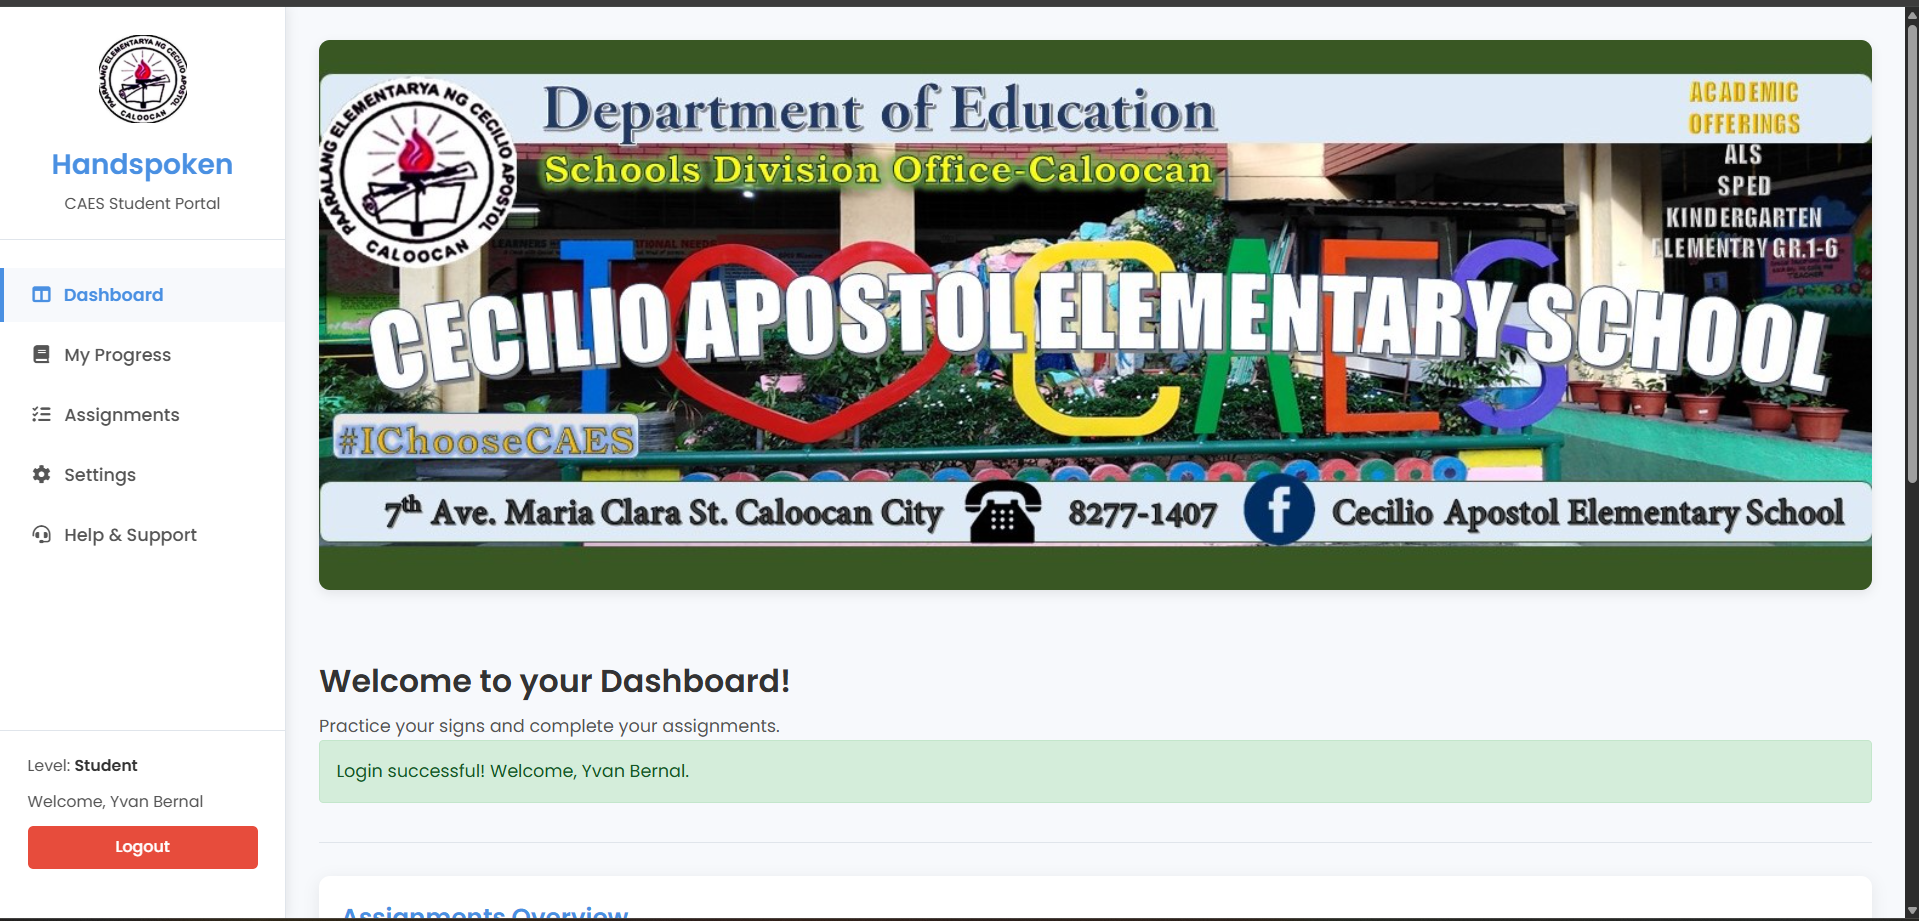 PAARALANG ELEMENTARYA NG CECILIO APOSTOL
CALOOCAN
Handspoken
CAES Student Portal
Dashboard
My Progress
Assignments
Settings
Help & Support
Level: Student
Welcome, Yvan Bernal
Logout
PAARALANG ELEMENTARYA NG CECILIO APOSTOL
CALOOCAN
Department of Education
Schools Division Office-Caloocan
ACADEMIC
OFFERINGS
ALS
SPED
KINDERGARTEN
ELEMENTRY GR.1-6
I CAES
CECILIO APOSTOL ELEMENTARY SCHOOL
#IChooseCAES
7th Ave. Maria Clara St. Caloocan City
8277-1407
Cecilio Apostol Elementary School
Welcome to your Dashboard!
Practice your signs and complete your assignments.
Login successful! Welcome, Yvan Bernal.
Assignments Overview